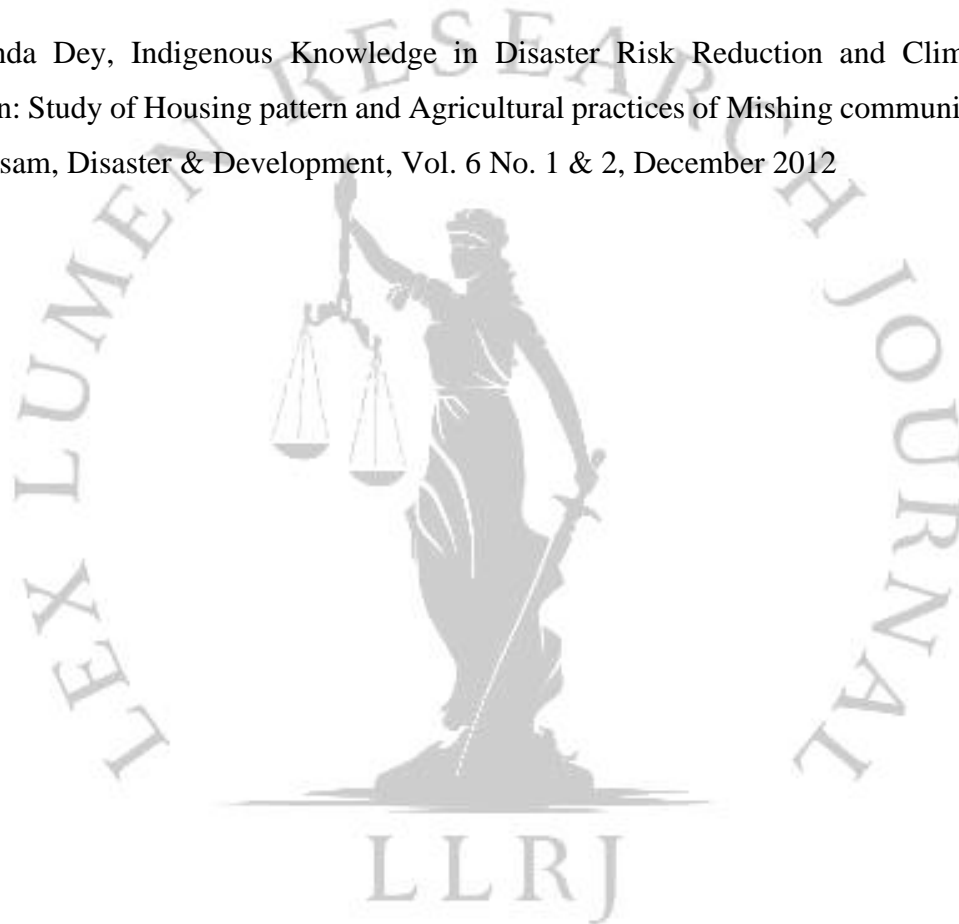 nda Dey, Indigenous Knowledge in Disaster Risk Reduction and Clim
n: Study of Housing pattern and Agricultural practices of Mishing communi
sam, Disaster & Development, Vol. 6 No. 1 & 2, December 2012
LEX LUMEN RESEARCH JOURNAL
LLRJ